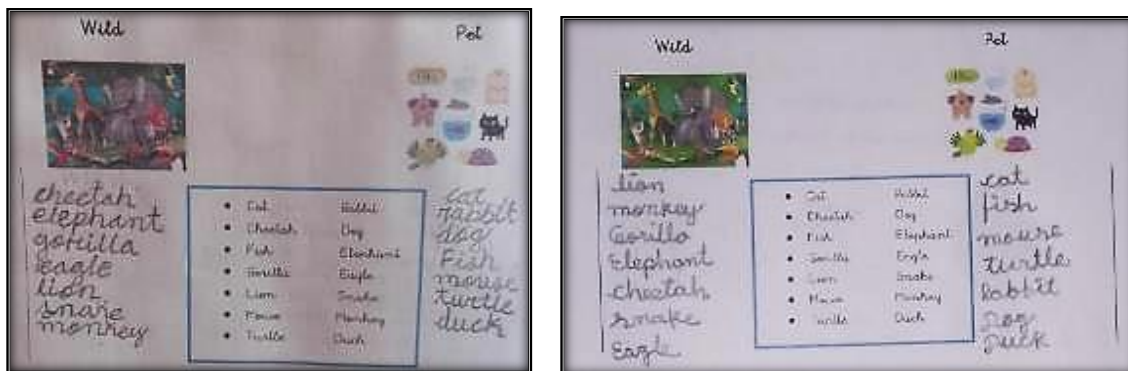 Wild Pet
cheetah
elephant
gorilla
eagle
lion
snare
monkey
• Cat Rabbit
• Cheetah Dog
• Fish Elephant
• Gorilla Eagle
• Lion Snake
• Mouse Monkey
• Turtle Duck
cat
rabbit
dog
Fish
mouse
turtle
duck
Wild Pet
lion
monkey
Gorilla
Elephant
cheetah
snake
Eagle
• Cat Rabbit
• Cheetah Dog
• Fish Elephant
• Gorilla Eagle
• Lion Snake
• Mouse Monkey
• Turtle Duck
cat
fish
mouse
turtle
Rabbit
Dog
Duck